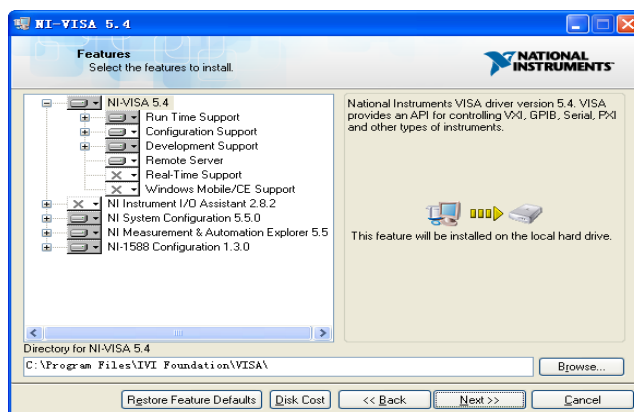 NI-VISA 5.4
Features
Select the features to install.
NATIONAL
INSTRUMENTS™
NI-VISA 5.4
Run Time Support
Configuration Support
Development Support
Remote Server
Real-Time Support
Windows Mobile/CE Support
NI Instrument I/O Assistant 2.8.2
NI System Configuration 5.5.0
NI Measurement & Automation Explorer 5.5
NI-1588 Configuration 1.3.0
National Instruments VISA driver version 5.4. VISA
provides an API for controlling VXI, GPIB, Serial, PXI
and other types of instruments.
This feature will be installed on the local hard drive.
Directory for NI-VISA 5.4
C:\Program Files\IVI Foundation\VISA\
Browse...
Restore Feature Defaults
Disk Cost
<< Back
Next >>
Cancel